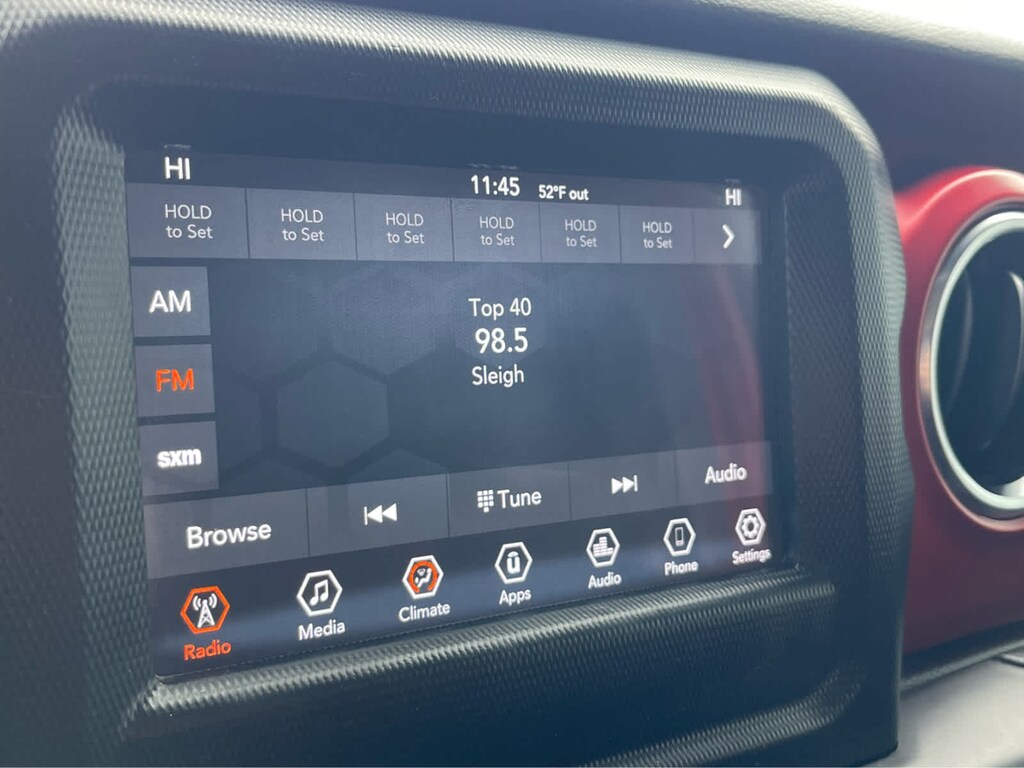 HI 11:45 52°F out HI
HOLD to Set
HOLD to Set
HOLD to Set
HOLD to Set
HOLD to Set
HOLD to Set
AM
Top 40
98.5
FM
Sleigh
sxm
Browse Tune Audio
Radio Media Climate Apps Audio Phone Settings